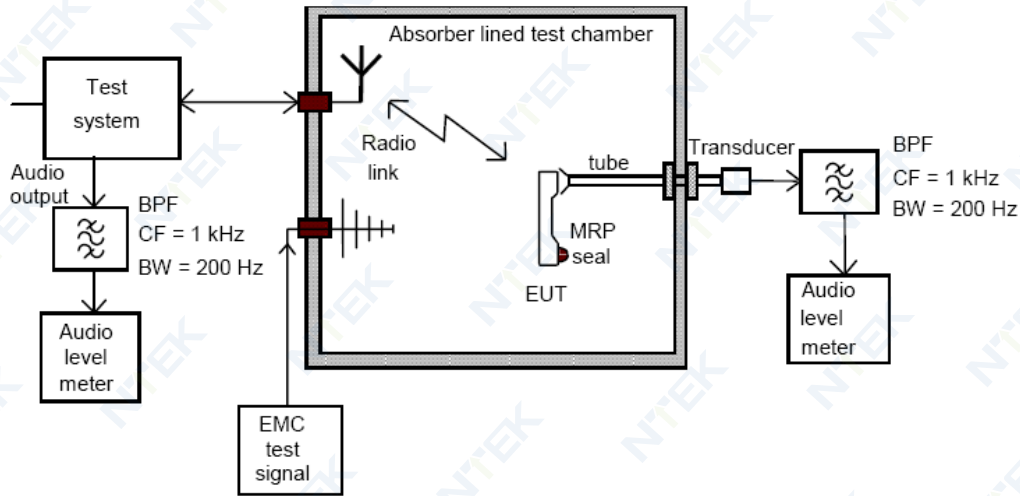 Absorber lined test chamber
Test
system
Radio
link
Audio
output
BPF
CF = 1 kHz
BW = 200 Hz
Audio
level
meter
EMC
test
signal
tube
MRP
seal
EUT
Transducer
BPF
CF = 1 kHz
BW = 200 Hz
Audio
level
meter
NTEK